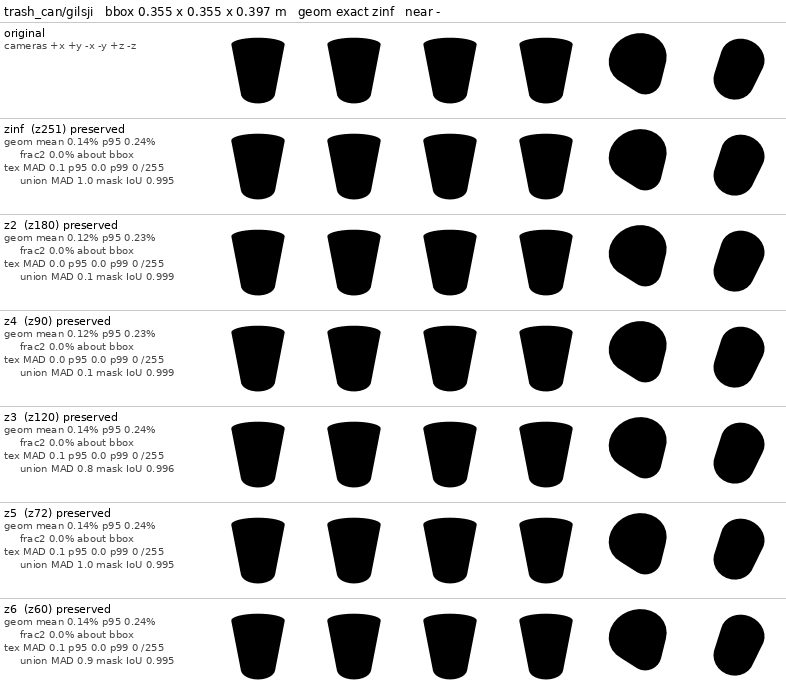 trash_can/gilsji bbox 0.355 x 0.355 x 0.397 m geom exact zinf near -
original
cameras +x +y -x -y +z -z
zinf (z251) preserved
geom mean 0.14% p95 0.24%
frac2 0.0% about bbox
tex MAD 0.1 p95 0.0 p99 0 /255
union MAD 1.0 mask IoU 0.995
z2 (z180) preserved
geom mean 0.12% p95 0.23%
frac2 0.0% about bbox
tex MAD 0.0 p95 0.0 p99 0 /255
union MAD 0.1 mask IoU 0.999
z4 (z90) preserved
geom mean 0.12% p95 0.23%
frac2 0.0% about bbox
tex MAD 0.0 p95 0.0 p99 0 /255
union MAD 0.1 mask IoU 0.999
z3 (z120) preserved
geom mean 0.14% p95 0.24%
frac2 0.0% about bbox
tex MAD 0.1 p95 0.0 p99 0 /255
union MAD 0.8 mask IoU 0.996
z5 (z72) preserved
geom mean 0.14% p95 0.24%
frac2 0.0% about bbox
tex MAD 0.1 p95 0.0 p99 0 /255
union MAD 1.0 mask IoU 0.995
z6 (z60) preserved
geom mean 0.14% p95 0.24%
frac2 0.0% about bbox
tex MAD 0.1 p95 0.0 p99 0 /255
union MAD 0.9 mask IoU 0.995